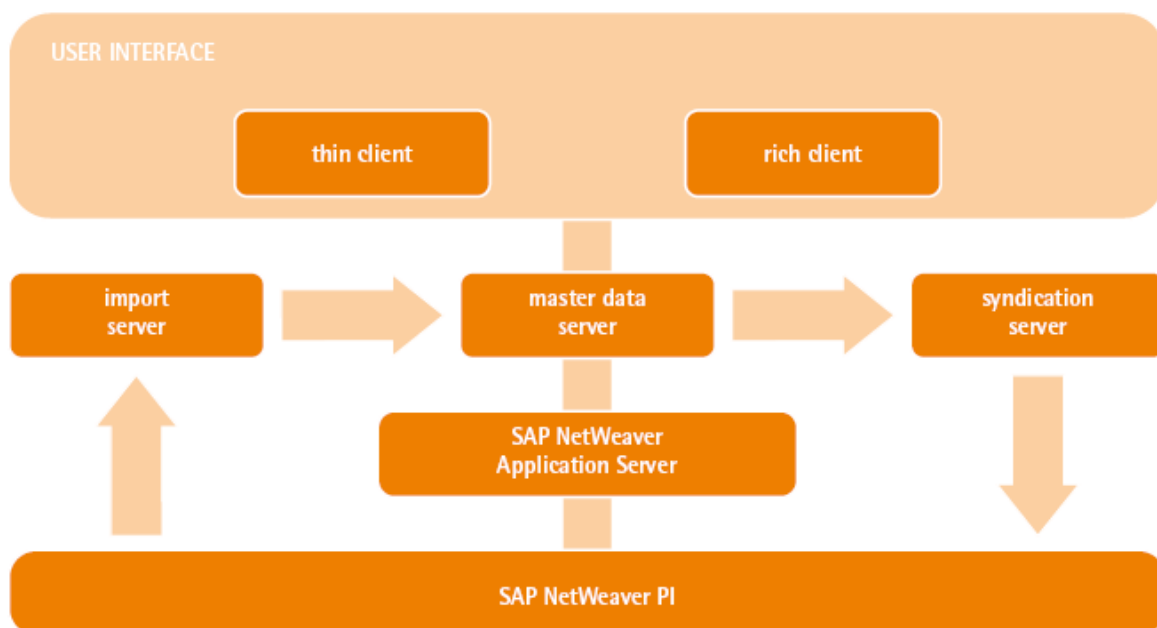 USER INTERFACE
thin client
rich client
import
server
master data
server
syndication
server
SAP NetWeaver
Application Server
SAP NetWeaver PI